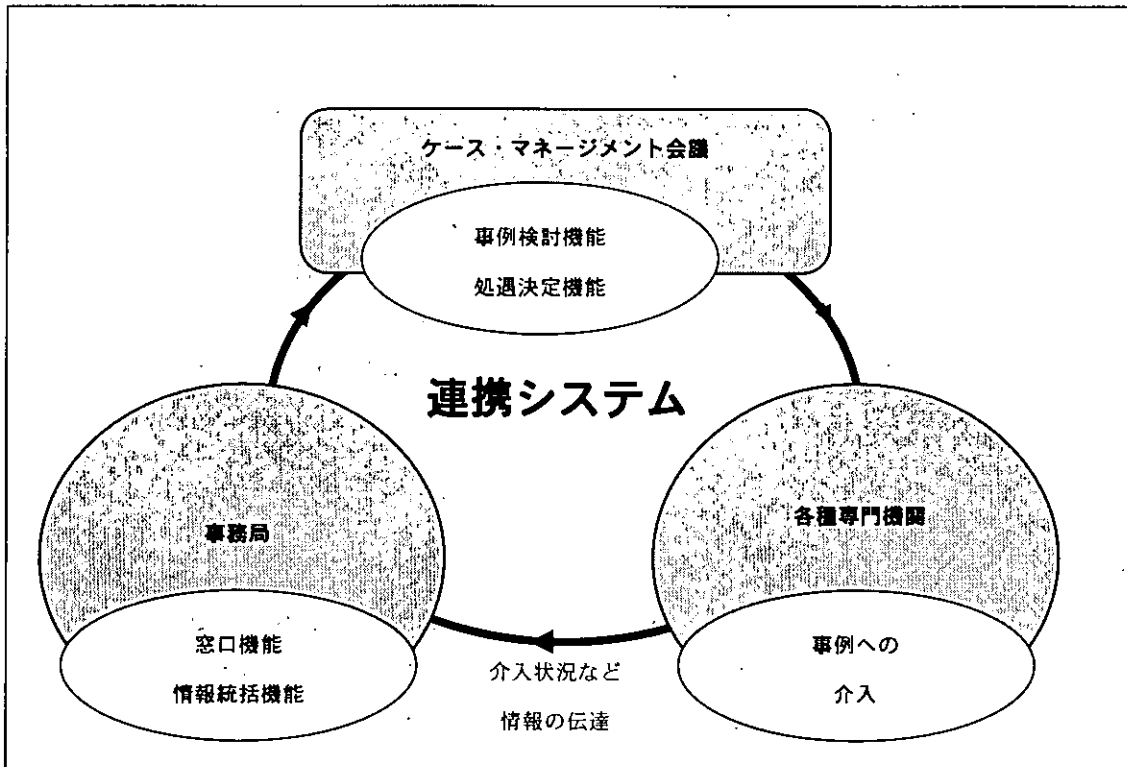 ケース・マネージメント会議
事例検討機能
処遇決定機能
連携システム
事務局
窓口機能
情報統括機能
各種専門機関
事例への
介入
介入状況など
情報の伝達